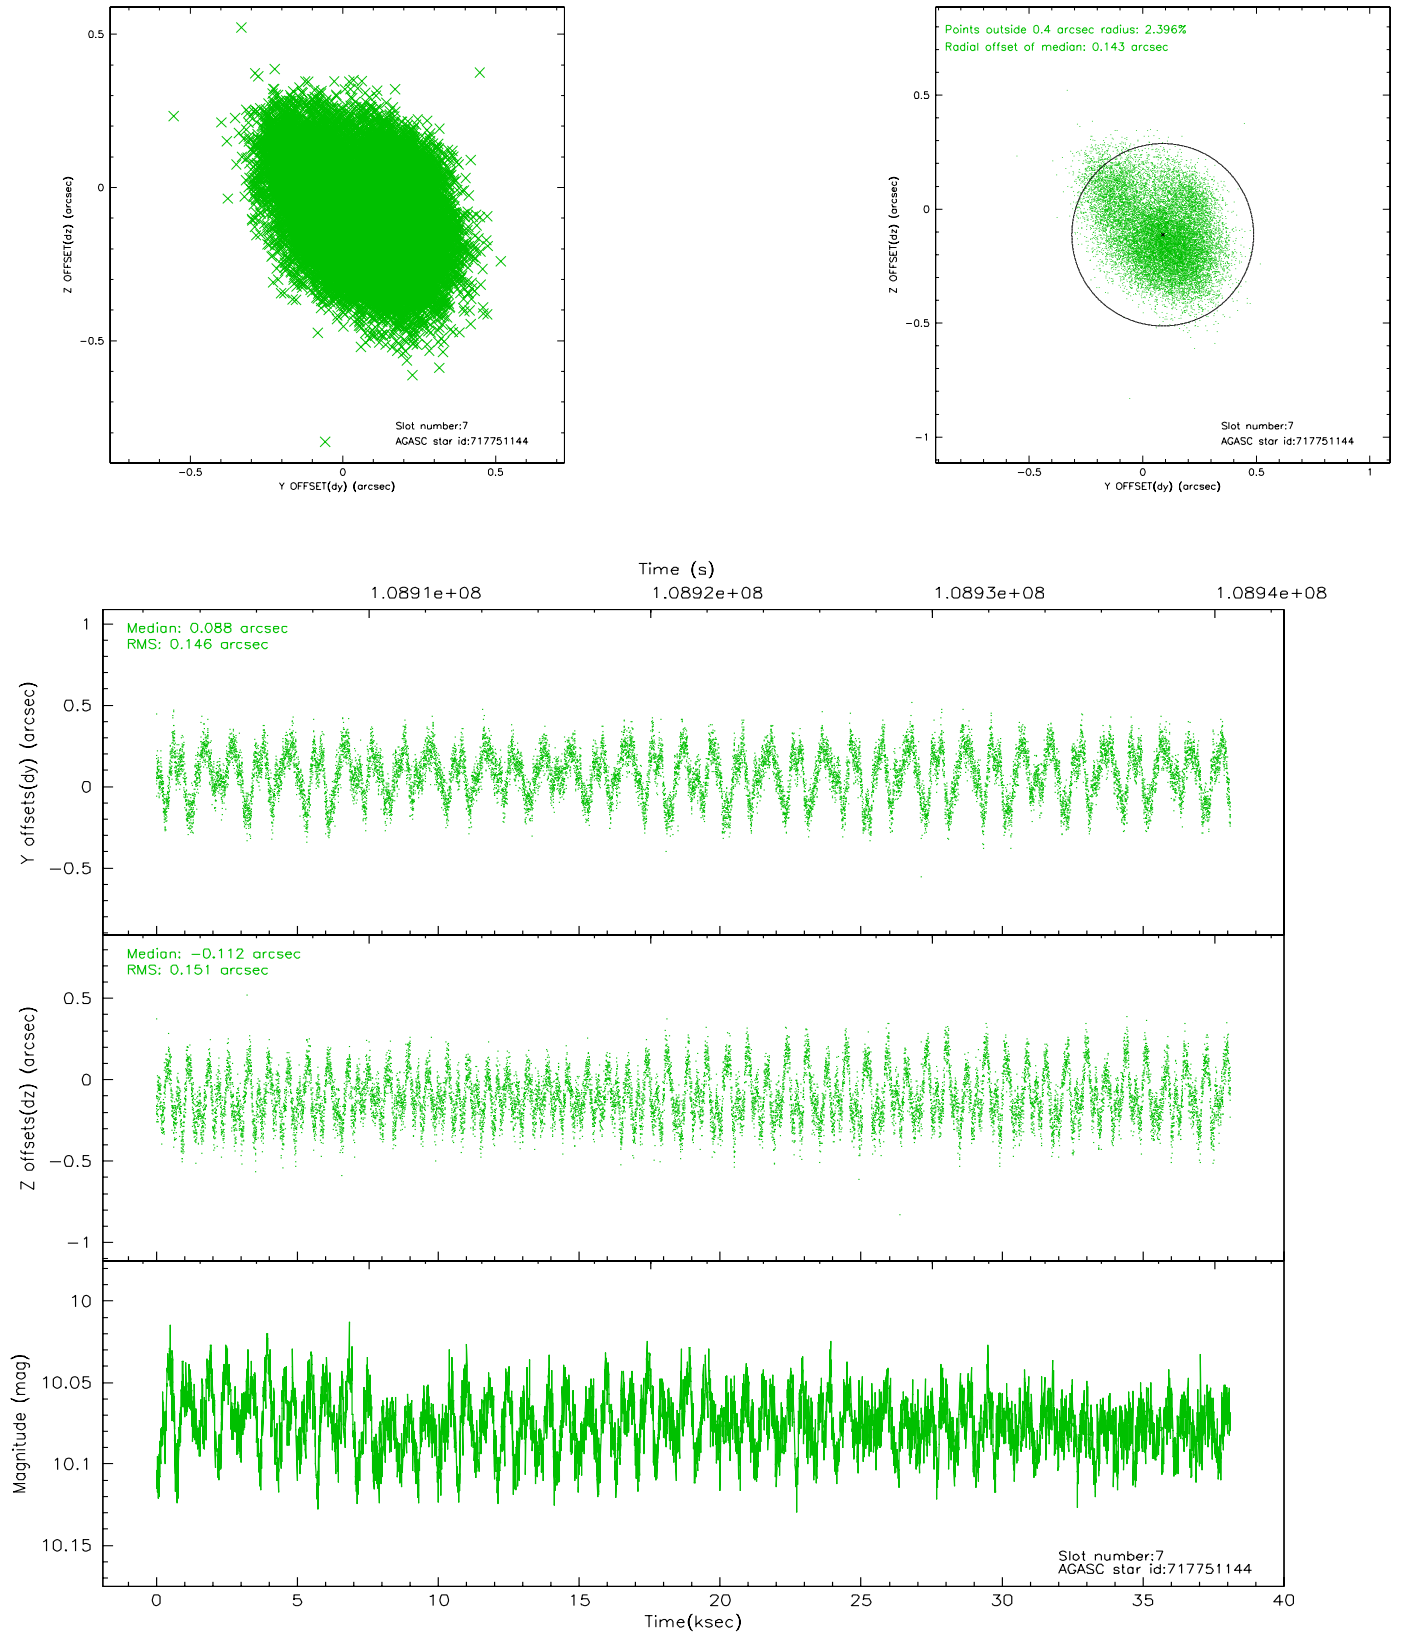 0.5
0
−0.5
Z OFFSET(dz) (arcsec)
Slot number:7
AGASC star id:717751144
−0.5
0
0.5
Y OFFSET(dy) (arcsec)
Points outside 0.4 arcsec radius: 2.396%
Radial offset of median: 0.143 arcsec
0.5
0
−0.5
−1
Z OFFSET(dz) (arcsec)
Slot number:7
AGASC star id:717751144
−0.5
0
0.5
1
Y OFFSET(dy) (arcsec)
Time (s)
1.0891e+08
1.0892e+08
1.0893e+08
1.0894e+08
Median: 0.088 arcsec
RMS: 0.146 arcsec
1
0.5
0
−0.5
Y offsets(dy) (arcsec)
Median: −0.112 arcsec
RMS: 0.151 arcsec
0.5
0
−0.5
−1
Z offsets(dz) (arcsec)
10
10.05
10.1
10.15
Magnitude (mag)
Slot number:7
AGASC star id:717751144
0
5
10
15
20
25
30
35
40
Time(ksec)